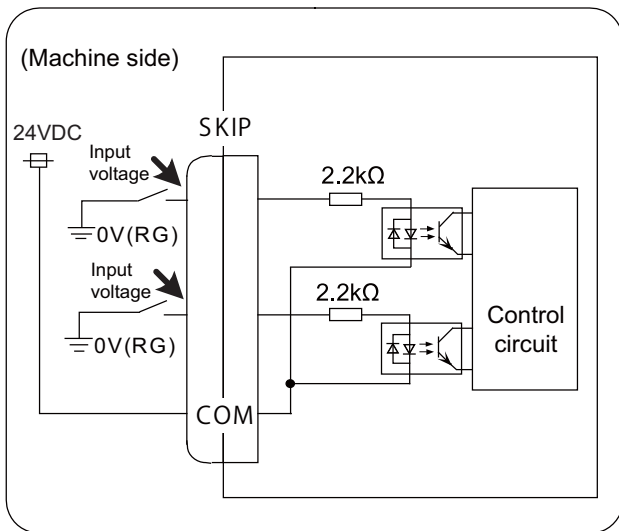 (Machine side)
24VDC
SKIP
Input
voltage
2.2kΩ
0V(RG)
Input
voltage
2.2kΩ
0V(RG)
Control
circuit
COM